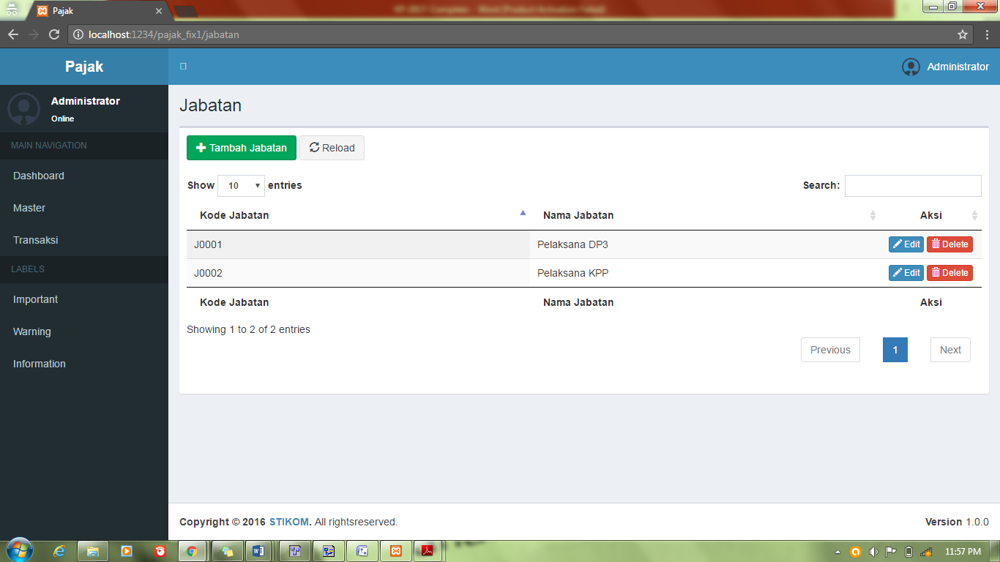 Pajak
localhost:1234/pajak_fix1/jabatan
Pajak
Administrator
Administrator
Online
MAIN NAVIGATION
Dashboard
Master
Transaksi
LABELS
Important
Warning
Information
Jabatan
Tambah Jabatan Reload
Show 10 entries Search:
Kode Jabatan Nama Jabatan Aksi
J0001 Pelaksana DP3 Edit Delete
J0002 Pelaksana KPP Edit Delete
Kode Jabatan Nama Jabatan Aksi
Showing 1 to 2 of 2 entries
Previous 1 Next
Copyright © 2016 STIKOM. All rightsreserved. Version 1.0.0
11:57 PM